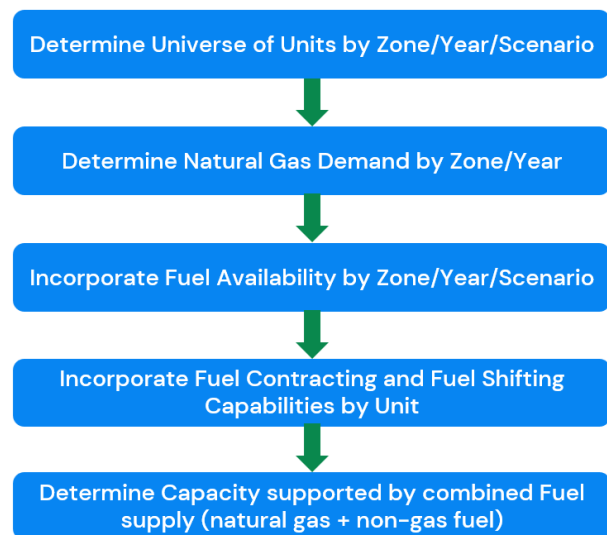 Determine Universe of Units by Zone/Year/Scenario
Determine Natural Gas Demand by Zone/Year
Incorporate Fuel Availability by Zone/Year/Scenario
Incorporate Fuel Contracting and Fuel Shifting
Capabilities by Unit
Determine Capacity supported by combined Fuel
supply (natural gas + non-gas fuel)